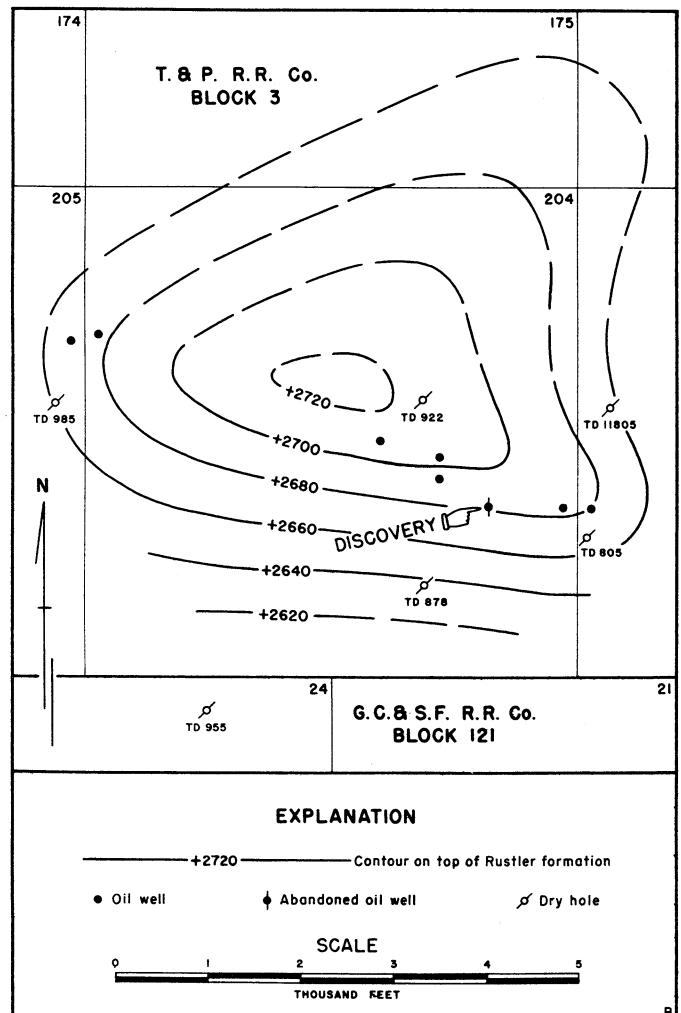 174
175
T. & P. R.R. Co.
BLOCK 3
205
204
+2720
TD 922
TD 985
TD 11805
+2700
+2680
N
+2660
DISCOVERY
TD 805
+2640
TD 878
+2620
24
21
G.C.& S.F. R.R. Co.
BLOCK 121
TD 955
EXPLANATION
+2720 Contour on top of Rustler formation
Oil well Abandoned oil well Dry hole
SCALE
0 1 2 3 4 5
THOUSAND FEET